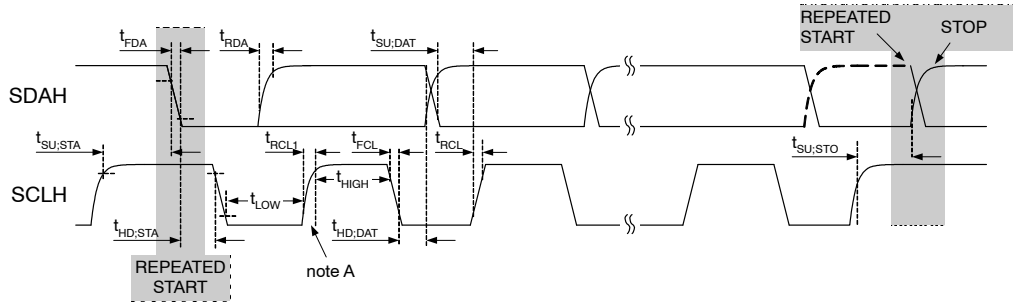 REPEATED
START
STOP
tFDA
tRDA
tSU;DAT
SDAH
tSU;STA
tRCL1
tFCL
tRCL
tSU;STO
SCLH
tLOW
tHIGH
tHD;STA
tHD;DAT
note A
REPEATED
START